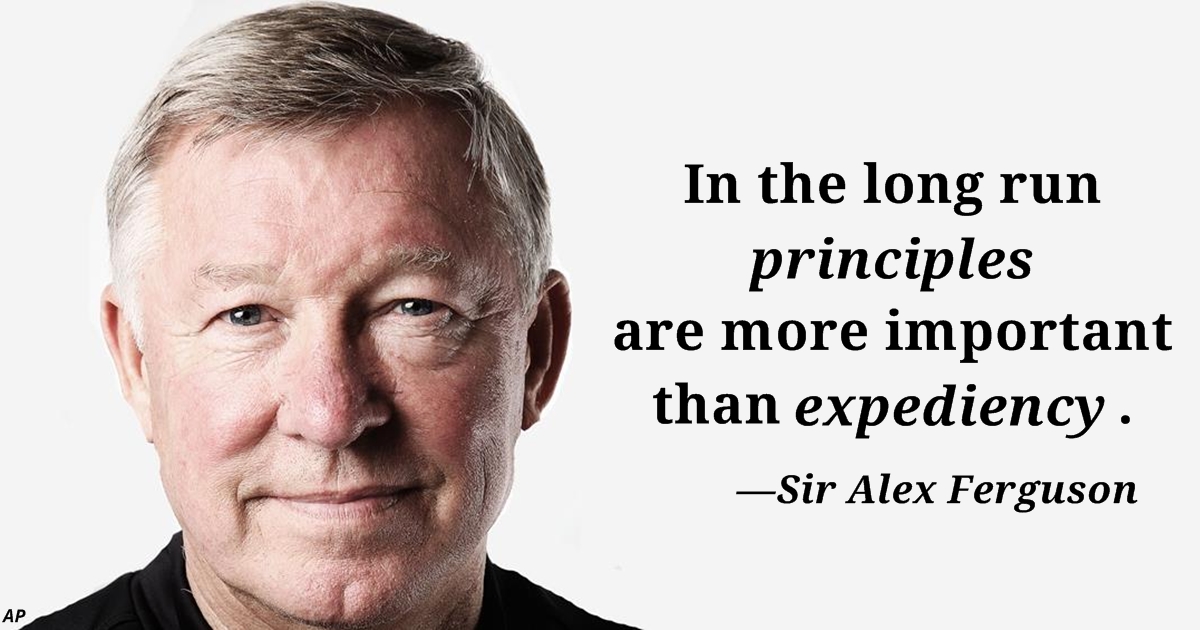 In the long run
principles
are more important
than expediency .
—Sir Alex Ferguson
AP